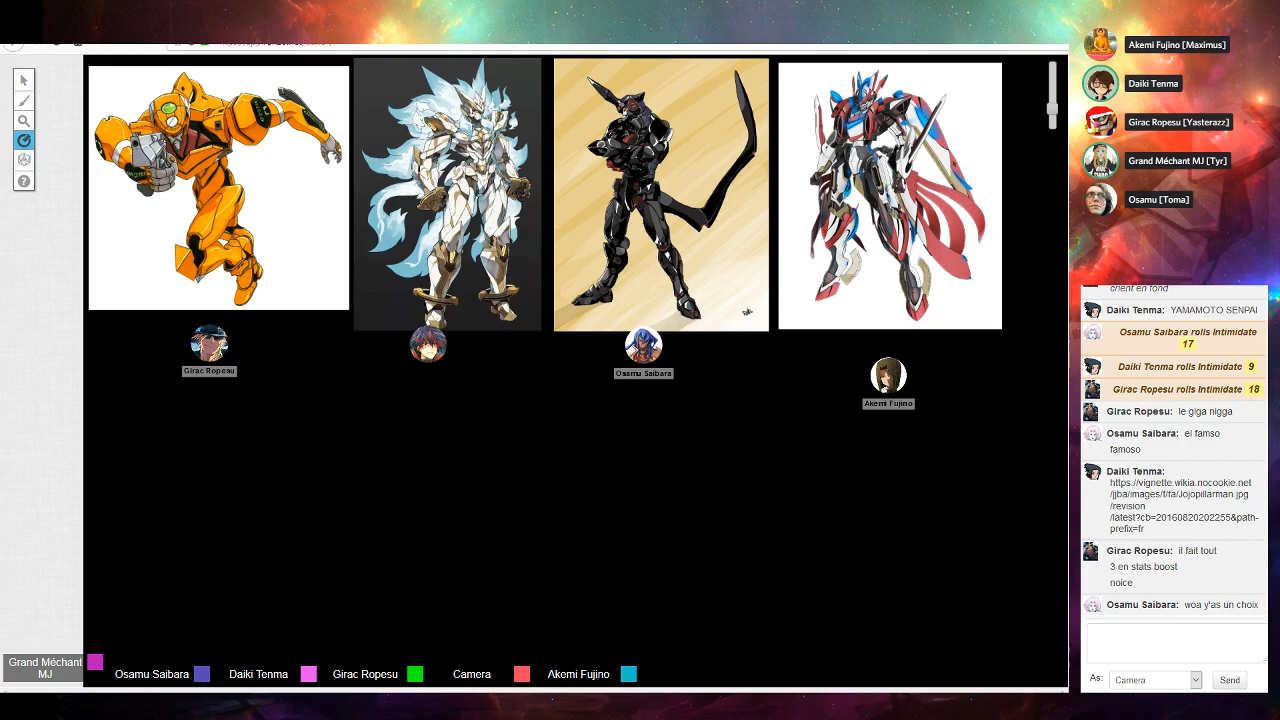 Akemi Fujino [Maximus]
Daiki Tenma
Girac Ropesu [Yasterazz]
Grand Méchant MJ [Tyr]
Osamu [Toma]
Girac Ropesu
Osamu Saibara
Akemi Fujino
crient en fond
Daiki Tenma: YAMAMOTO SENPAI
Osamu Saibara rolls Intimidate
17
Daiki Tenma rolls Intimidate 9
Girac Ropesu rolls Intimidate 18
Girac Ropesu: le giga nigga
Osamu Saibara: el famso
famoso
Daiki Tenma:
https://vignette.wikia.nocookie.net
/jjba/images/f/fa/Jojopillarman.jpg
/revision
/latest?cb=20160820202255&path-
prefix=fr
Girac Ropesu: il fait tout
3 en stats boost
noice
Osamu Saibara: woa y'as un choix
As: Camera
Send
Grand Méchant
MJ
Osamu Saibara
Daiki Tenma
Girac Ropesu
Camera
Akemi Fujino